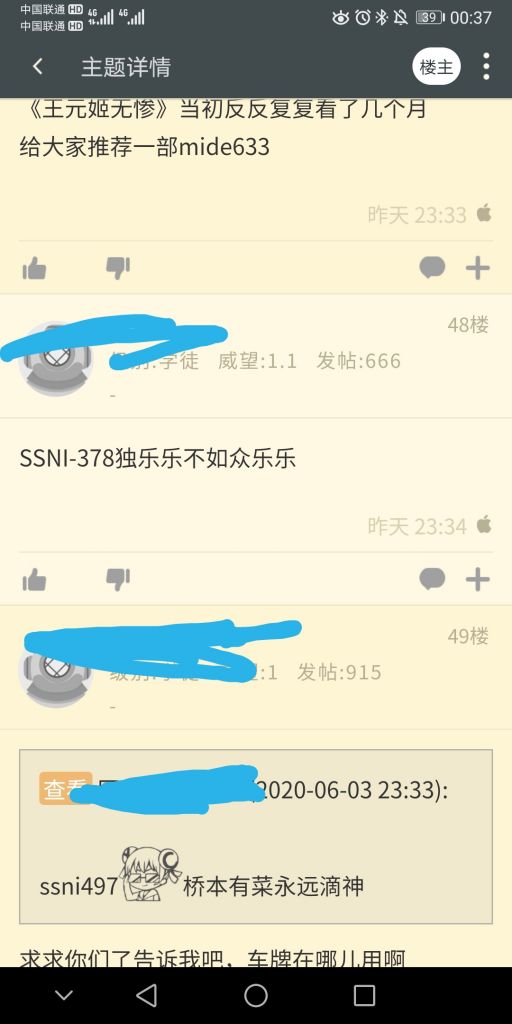 中国联通 HD 4G 4G 39 00:37
中国联通 HD
主题详情 楼主
《王元姬无惨》当初反反复复看了几个月
给大家推荐一部mide633
昨天 23:33
48楼
学徒 威望:1.1 发帖:666
-
SSNI-378独乐乐不如众乐乐
昨天 23:34
49楼
:1 发帖:915
-
查看 2020-06-03 23:33):
ssni497 桥本有菜永远滴神
求求你们了告诉我吧，车牌在哪儿用啊